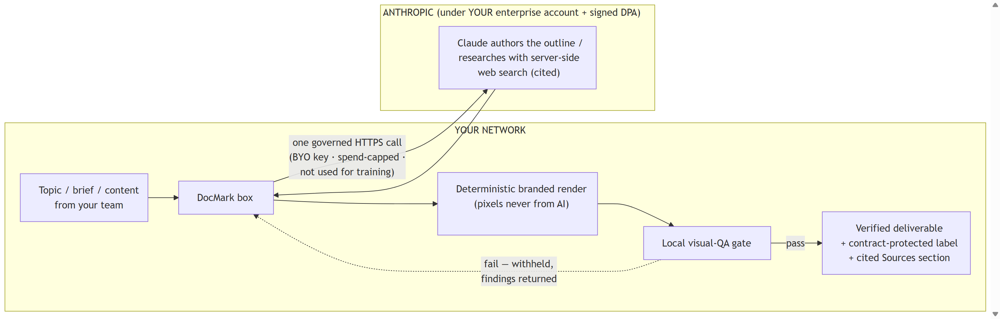 ANTHROPIC (under YOUR enterprise account + signed DPA)
Claude authors the outline /
researches with server-side
web search (cited)
YOUR NETWORK
one governed HTTPS call
(BYO key · spend-capped ·
not used for training)
Topic / brief / content
from your team
DocMark box
Deterministic branded render
(pixels never from AI)
Local visual-QA gate
pass
Verified deliverable
+ contract-protected label
+ cited Sources section
fail — withheld,
findings returned